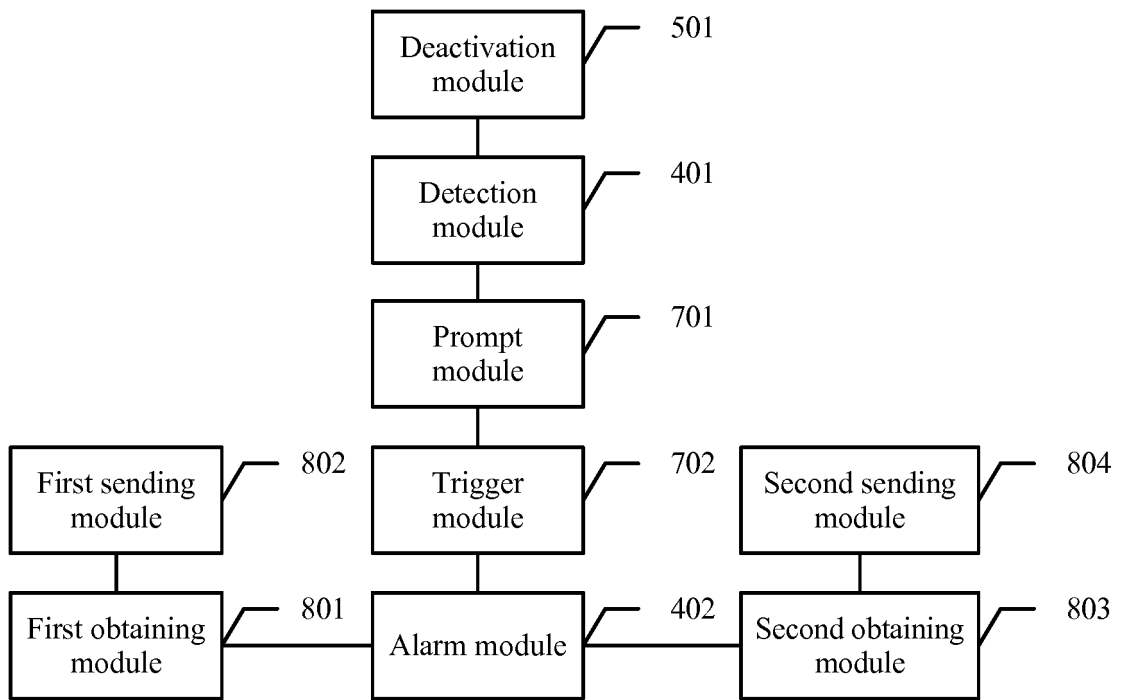 Deactivation
module
501
Detection
module
401
Prompt
module
701
First sending
module
802
Trigger
module
702
Second sending
module
804
First obtaining
module
801
Alarm module
402
Second obtaining
module
803